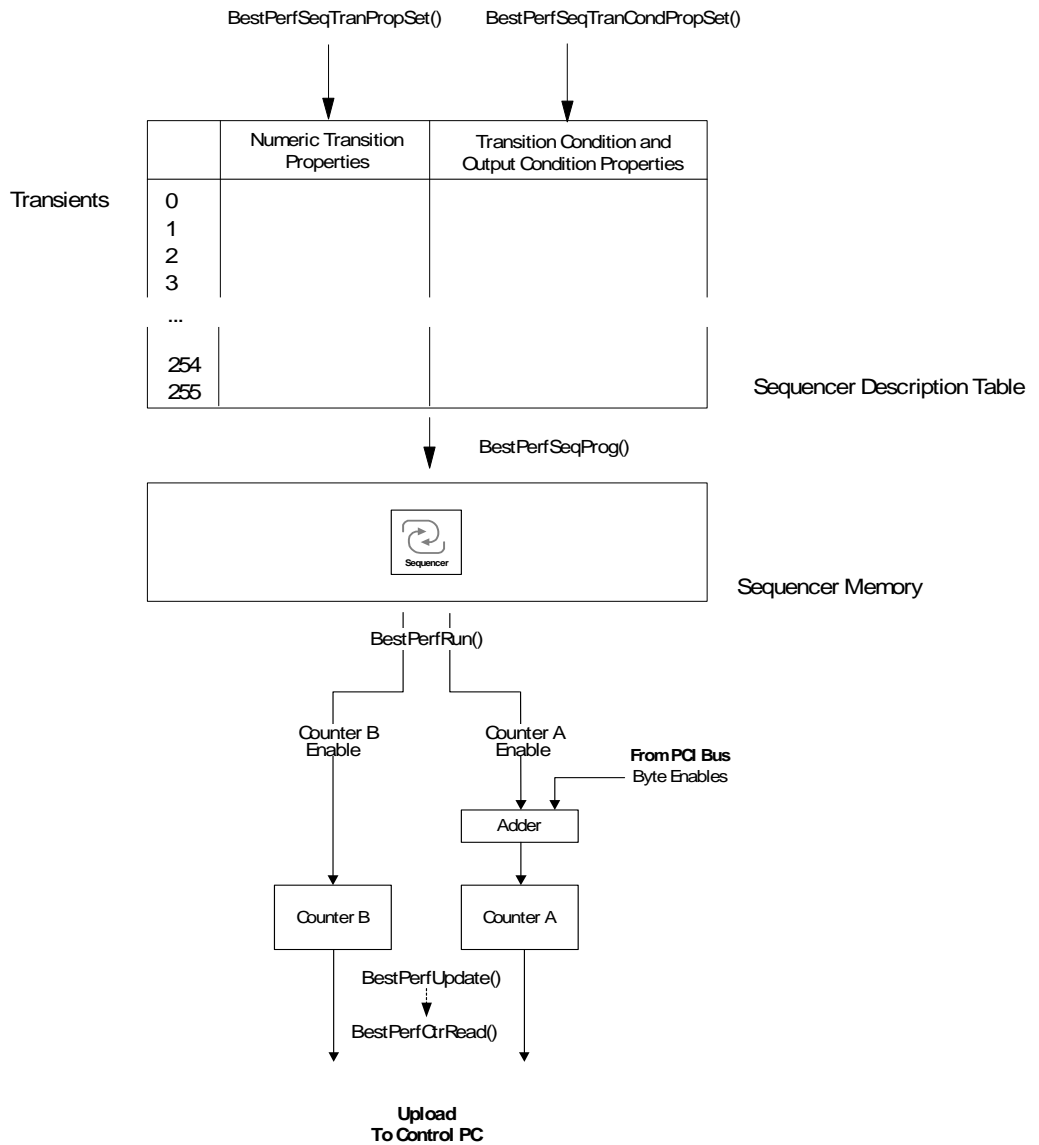 BestPerfSeqTranPropSet() BestPerfSeqTranCondPropSet()
Numeric Transition
Properties
Transition Condition and
Output Condition Properties
Transients
0
1
2
3
...
254
255
Sequencer Description Table
BestPerfSeqProg()
Sequencer
Sequencer Memory
BestPerfRun()
Counter B
Enable
Counter A
Enable
From PCI Bus
Byte Enables
Adder
Counter B
Counter A
BestPerfUpdate()
BestPerfCtrRead()
Upload
To Control PC